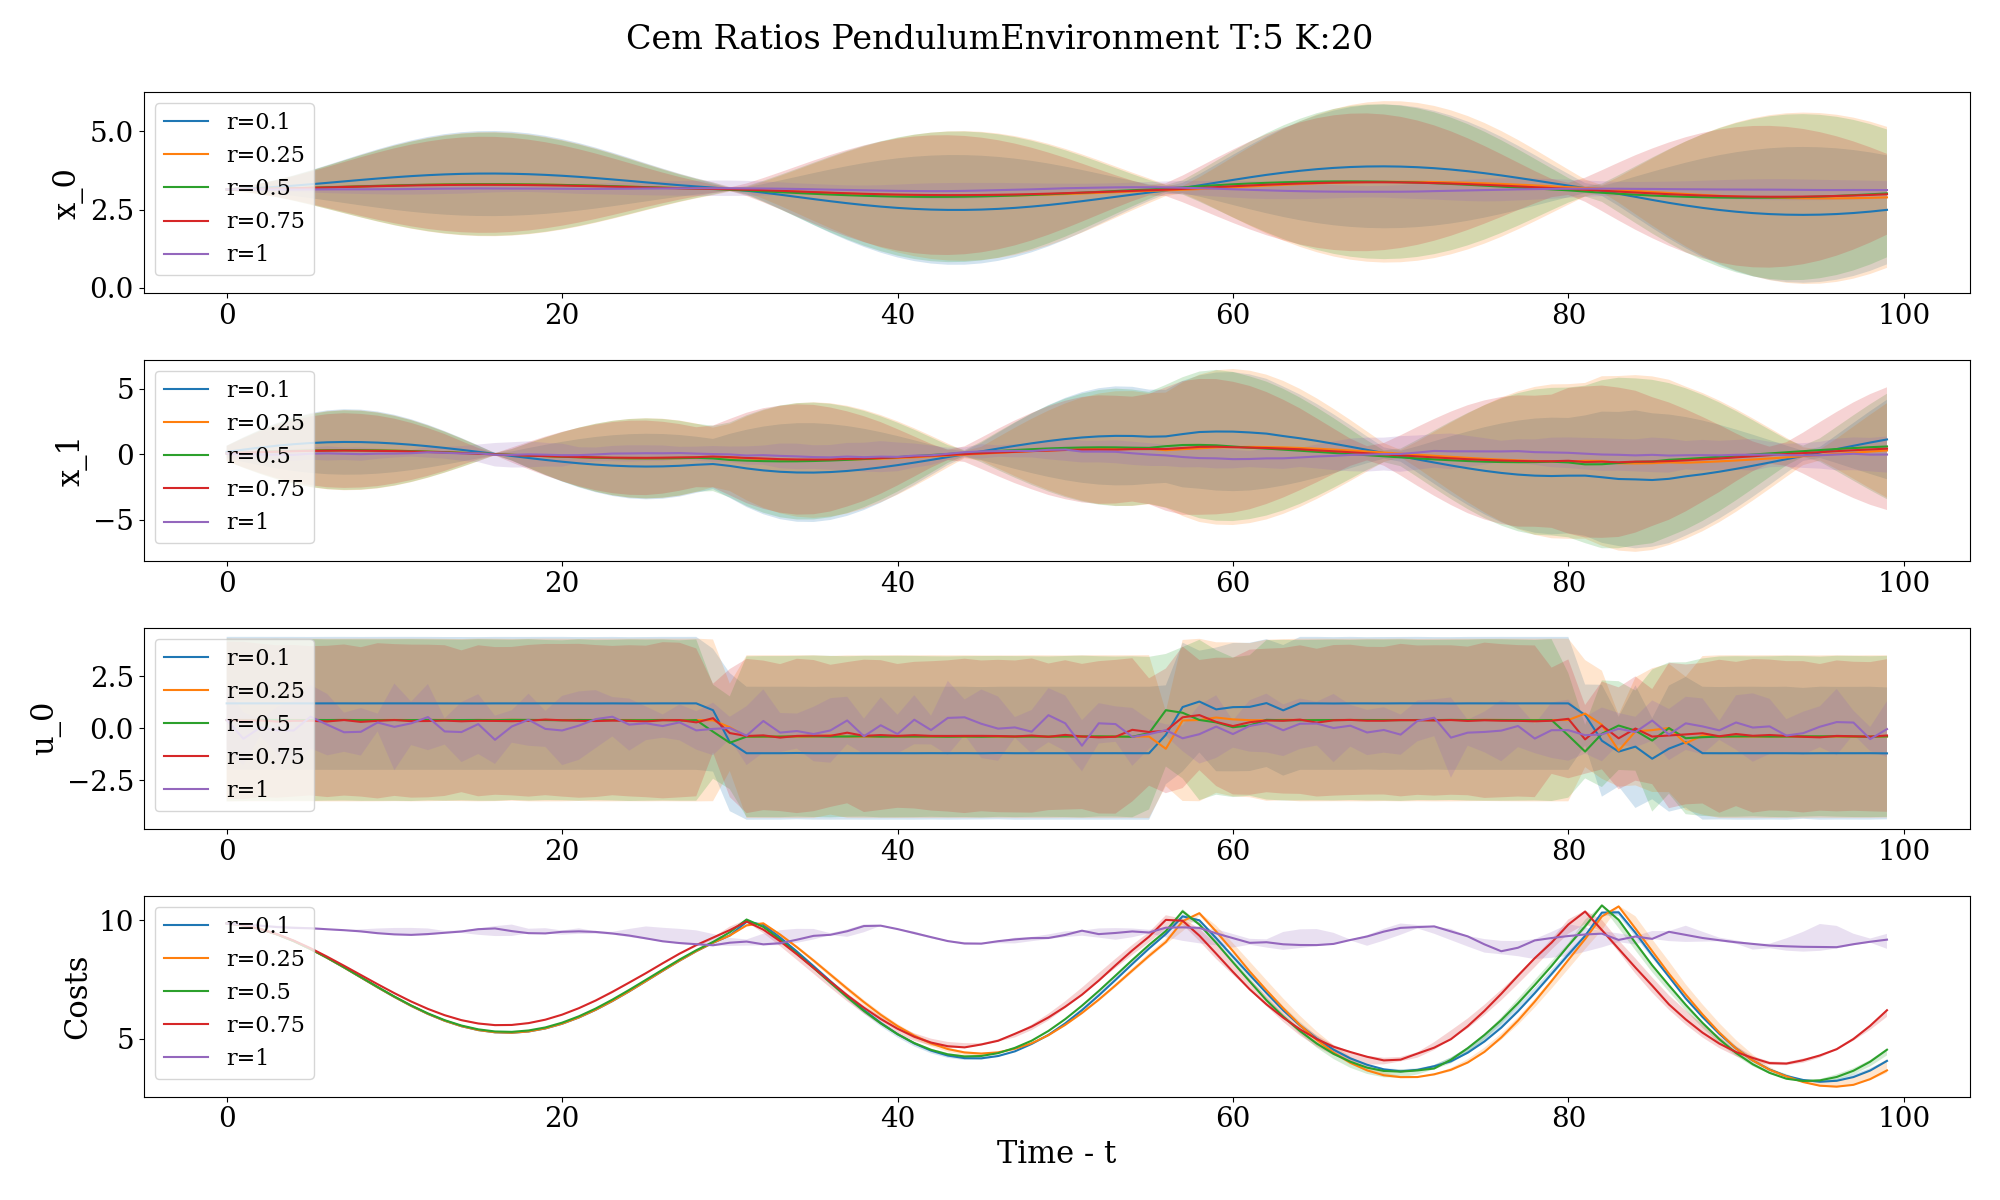 Cem Ratios PendulumEnvironment T:5 K:20
x_0
5.0
2.5
0.0
r=0.1
r=0.25
r=0.5
r=0.75
r=1
0 20 40 60 80 100
x_1
5
0
−5
r=0.1
r=0.25
r=0.5
r=0.75
r=1
0 20 40 60 80 100
u_0
2.5
0.0
−2.5
r=0.1
r=0.25
r=0.5
r=0.75
r=1
0 20 40 60 80 100
Costs
10
5
r=0.1
r=0.25
r=0.5
r=0.75
r=1
0 20 40 60 80 100
Time - t